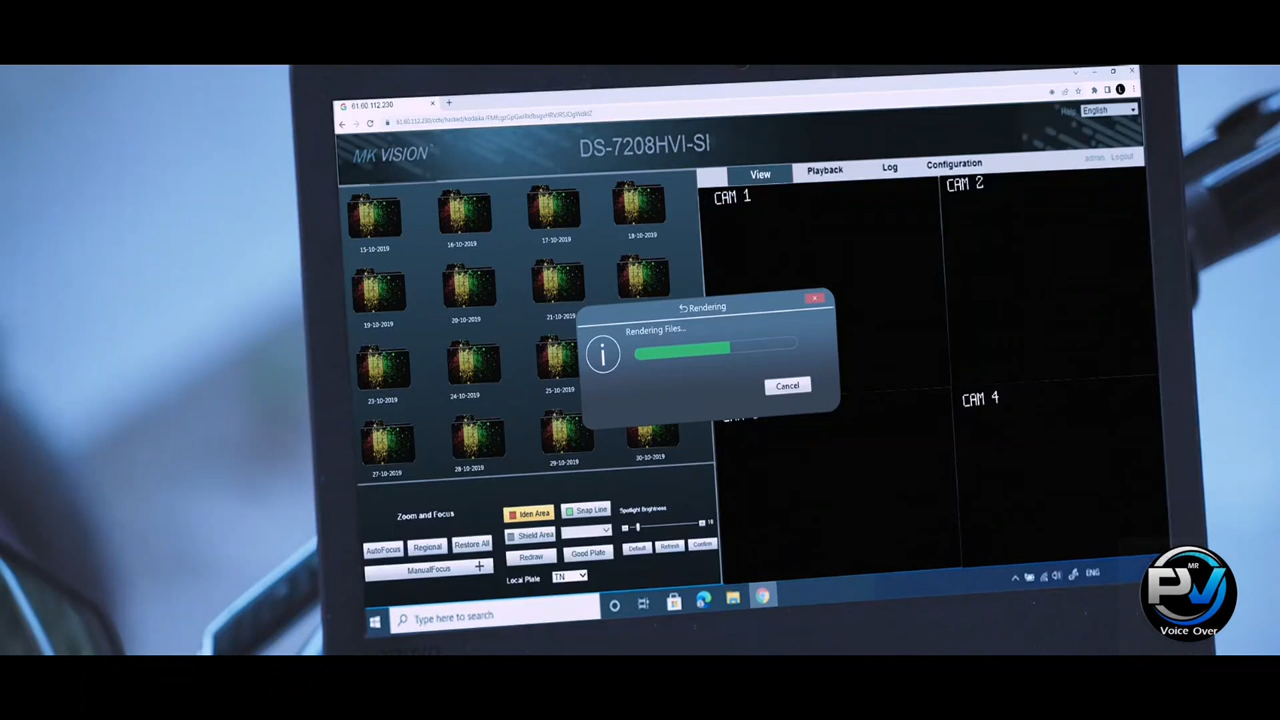 61.60.112.230
Help
English
MK VISION
DS-7208HVI-SI
admin
Logout
View
Playback
Log
Configuration
CAM 1
CAM 2
15-10-2019
16-10-2019
17-10-2019
18-10-2019
19-10-2019
20-10-2019
21-10-2019
Rendering
Rendering Files...
Cancel
23-10-2019
24-10-2019
25-10-2019
CAM 4
27-10-2019
28-10-2019
29-10-2019
30-10-2019
Zoom and Focus
Iden Area
Snap Line
Spotlight Brightness
AutoFocus
Regional
Restore All
Shield Area
ManualFocus
Redraw
Good Plate
Default
Refresh
Confirm
Local Plate
TN
Type here to search
ENG
MR
PV
Voice Over